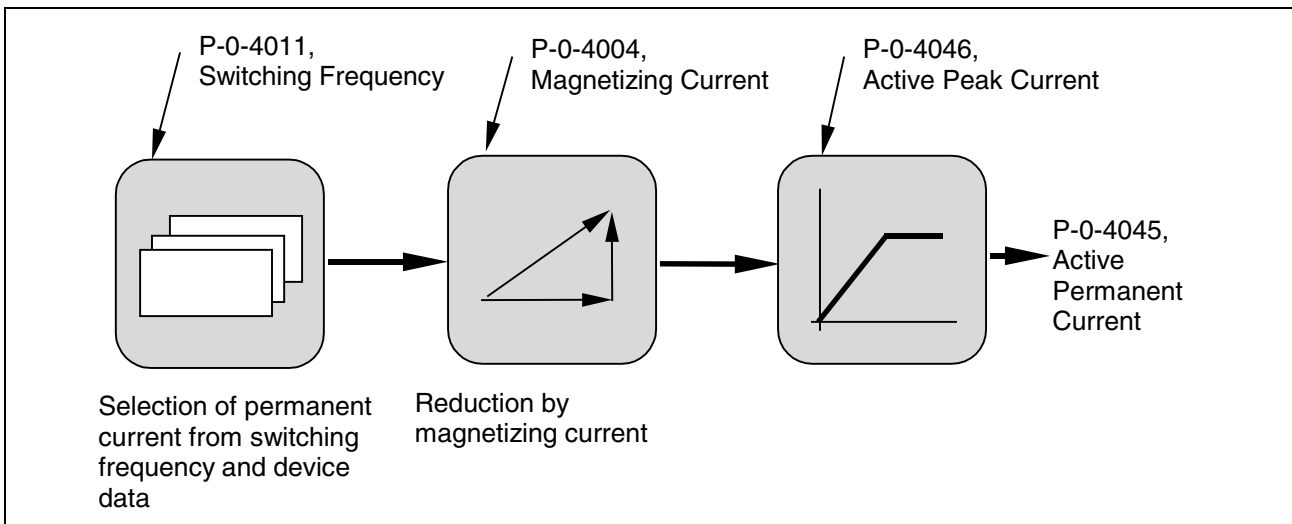 P-0-4011,
Switching Frequency
P-0-4004,
Magnetizing Current
P-0-4046,
Active Peak Current
P-0-4045,
Active
Permanent
Current
Selection of permanent
current from switching
frequency and device
data
Reduction by
magnetizing current